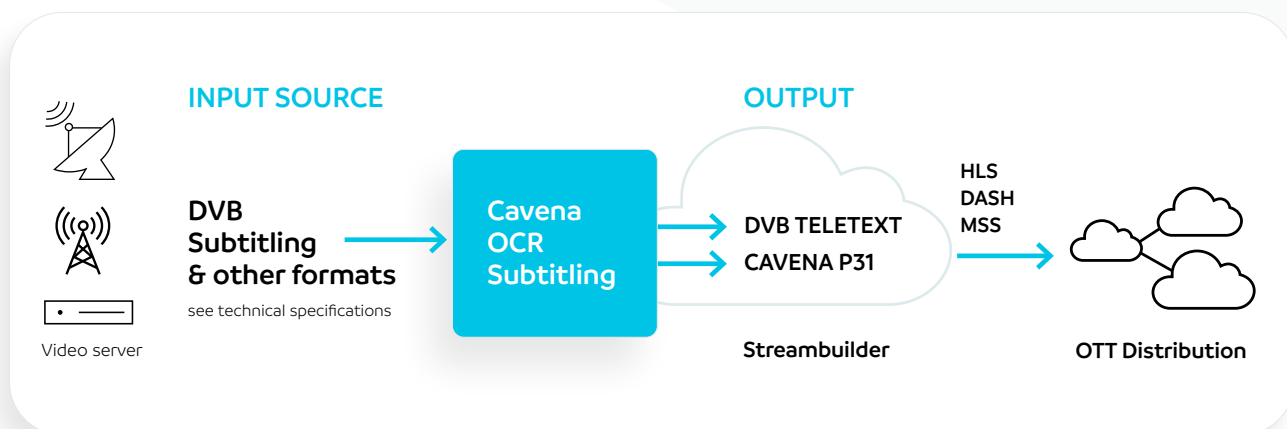 INPUT SOURCE
OUTPUT
Video server
DVB
Subtitling
& other formats
see technical specifications
Cavena
OCR
Subtitling
DVB TELETEXT
CAVENA P31
Streambuilder
HLS
DASH
MSS
OTT Distribution